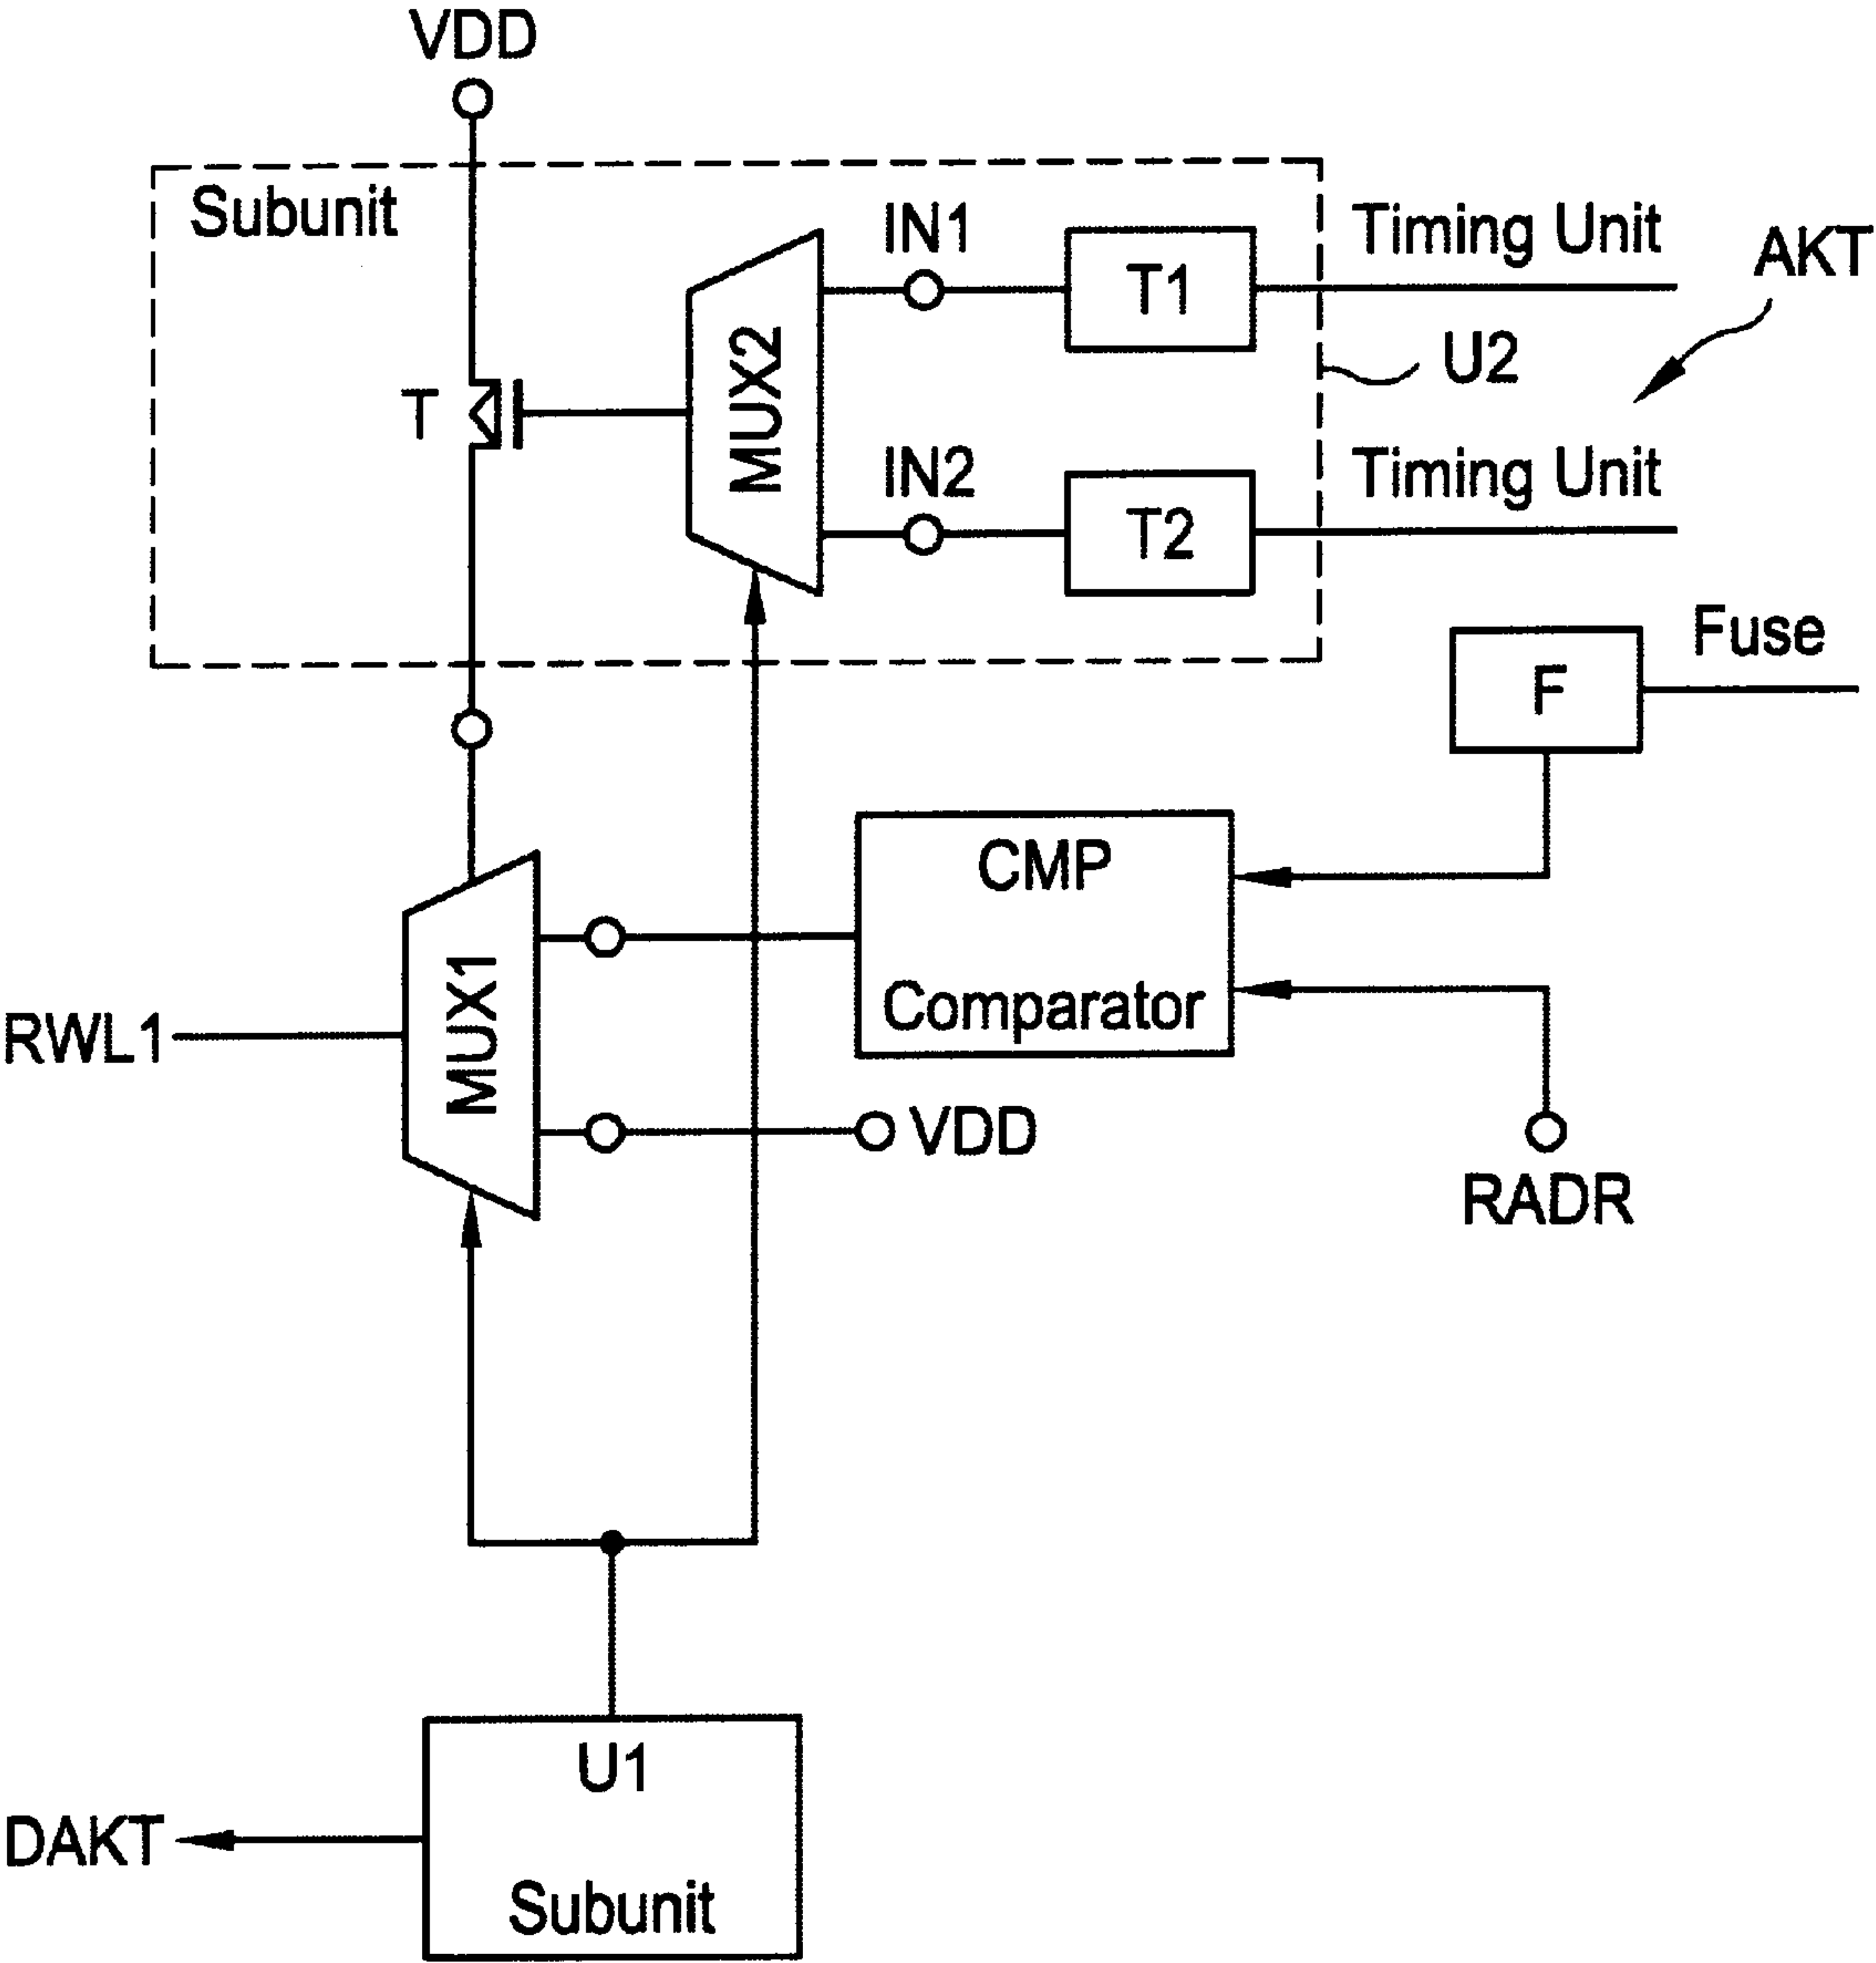 VDD
Subunit
IN1
Timing Unit
AKT
T1
U2
MUX2
T
IN2
Timing Unit
T2
Fuse
F
CMP
Comparator
MUX1
RWL1
VDD
RADR
U1
DAKT
Subunit